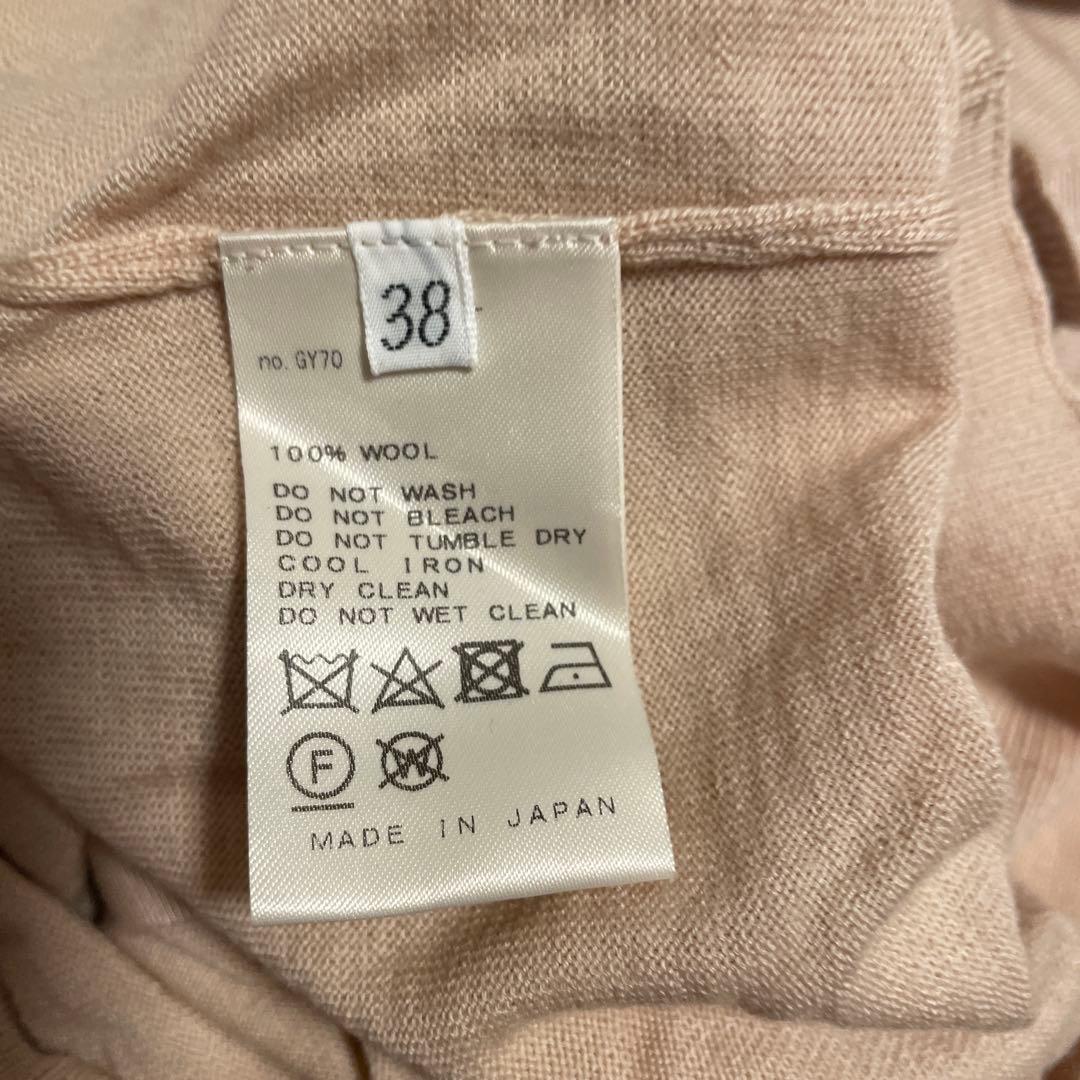 38
no. GY70
100% WOOL
DO NOT WASH
DO NOT BLEACH
DO NOT TUMBLE DRY
COOL IRON
DRY CLEAN
DO NOT WET CLEAN
F W
MADE IN JAPAN